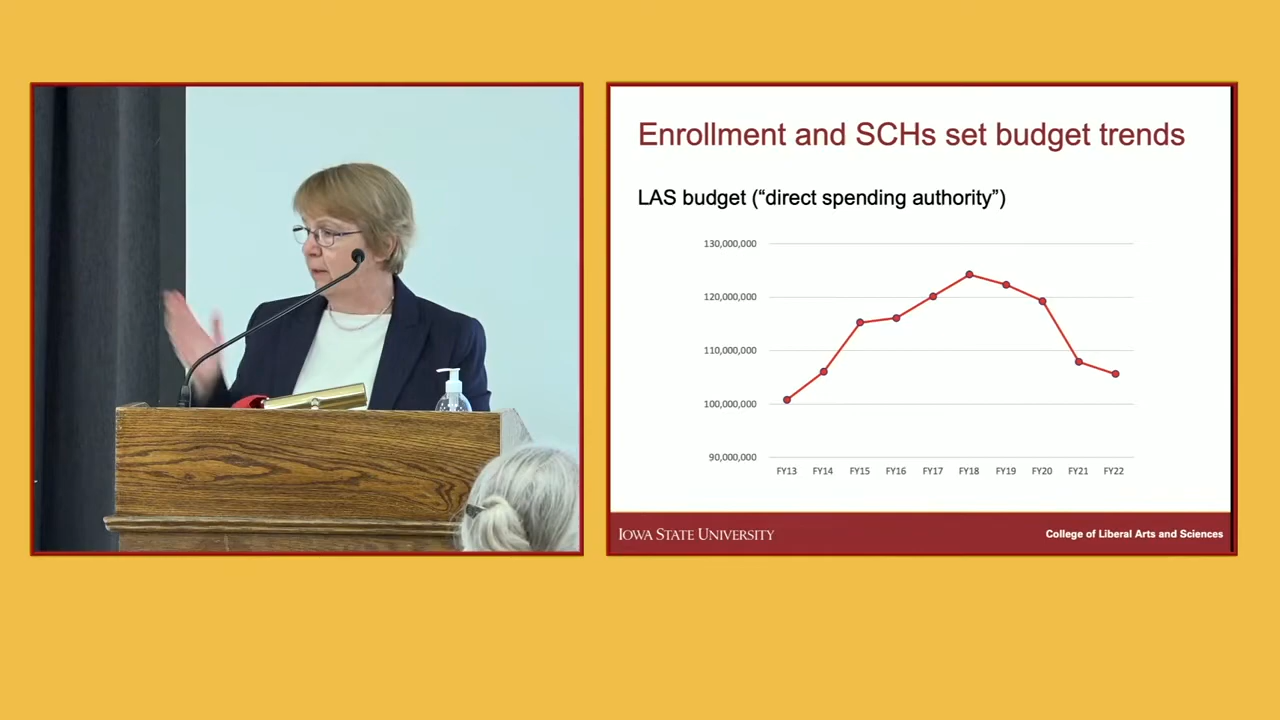 Enrollment and SCHs set budget trends
LAS budget (“direct spending authority”)
130,000,000
120,000,000
110,000,000
100,000,000
90,000,000
FY13 FY14 FY15 FY16 FY17 FY18 FY19 FY20 FY21 FY22
IOWA STATE UNIVERSITY
College of Liberal Arts and Sciences